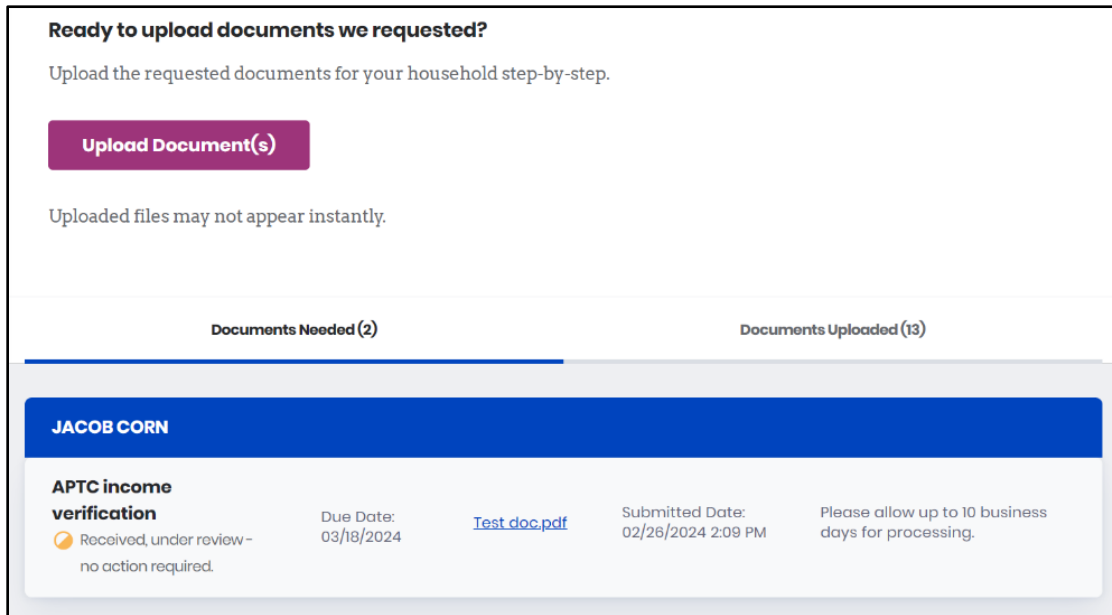 Ready to upload documents we requested?
Upload the requested documents for your household step-by-step.
Upload Document(s)
Uploaded files may not appear instantly.
Documents Needed (2)
Documents Uploaded (13)
JACOB CORN
APTC income
verification
Received, under review -
no action required.
Due Date:
03/18/2024
Test doc.pdf
Submitted Date:
02/26/2024 2:09 PM
Please allow up to 10 business
days for processing.